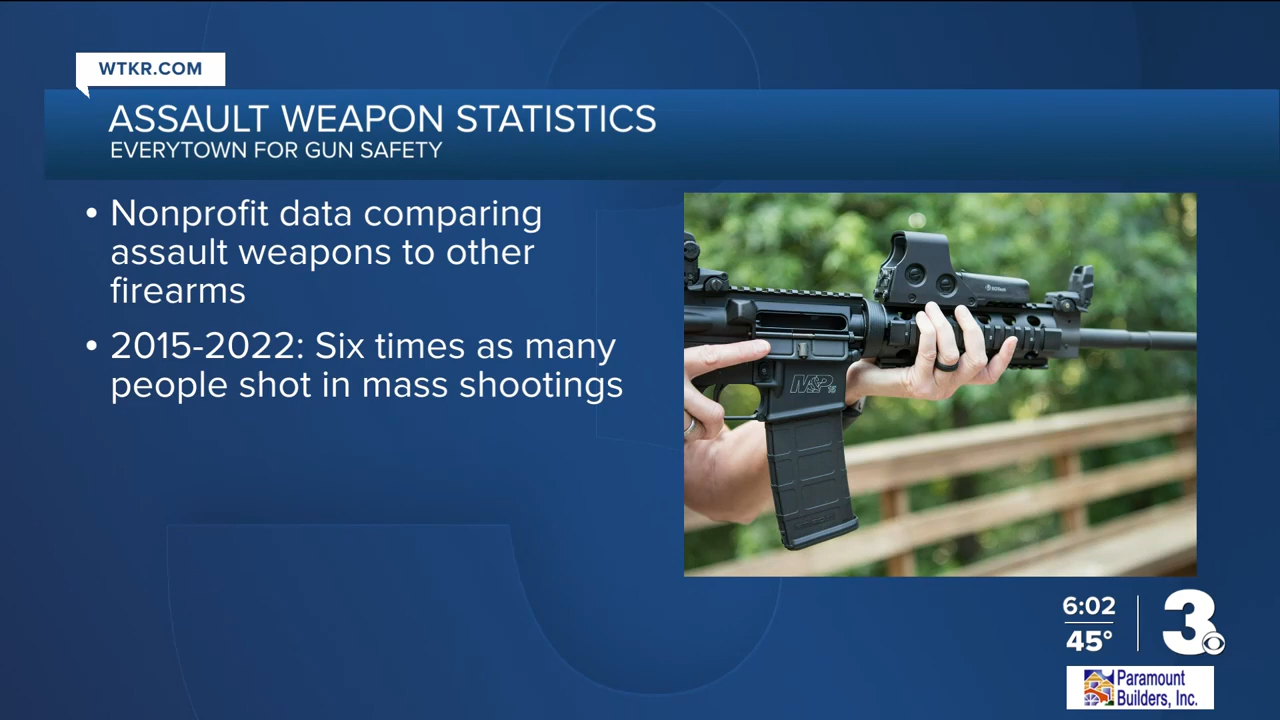 WTKR.COM
ASSAULT WEAPON STATISTICS
EVERYTOWN FOR GUN SAFETY
• Nonprofit data comparing
assault weapons to other
firearms
• 2015-2022: Six times as many
people shot in mass shootings
M&P15
6:02
45°
3
Paramount
Builders, Inc.